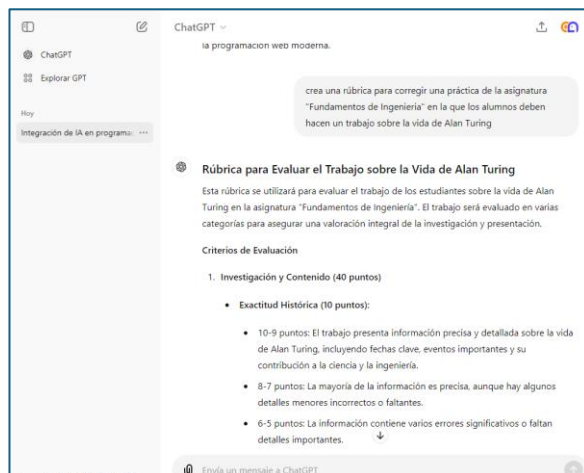 ChatGPT
ChatGPT
Explorar GPT
Hoy
Integración de IA en programac ...
la programación web moderna.
crea una rúbrica para corregir una práctica de la asignatura
"Fundamentos de Ingenieria" en la que los alumnos deben
hacen un trabajo sobre la vida de Alan Turing
Rúbrica para Evaluar el Trabajo sobre la Vida de Alan Turing
Esta rúbrica se utilizará para evaluar el trabajo de los estudiantes sobre la vida de Alan
Turing en la asignatura "Fundamentos de Ingeniería". El trabajo será evaluado en varias
categorías para asegurar una valoración integral de la investigación y presentación.
Criterios de Evaluación
1. Investigación y Contenido (40 puntos)
• Exactitud Histórica (10 puntos):
• 10-9 puntos: El trabajo presenta información precisa y detallada sobre la vida
de Alan Turing, incluyendo fechas clave, eventos importantes y su
contribución a la ciencia y la ingeniería.
• 8-7 puntos: La mayoría de la información es precisa, aunque hay algunos
detalles menores incorrectos o faltantes.
• 6-5 puntos: La información contiene varios errores significativos o faltan
detalles importantes.
Envía un mensaje a ChatGPT